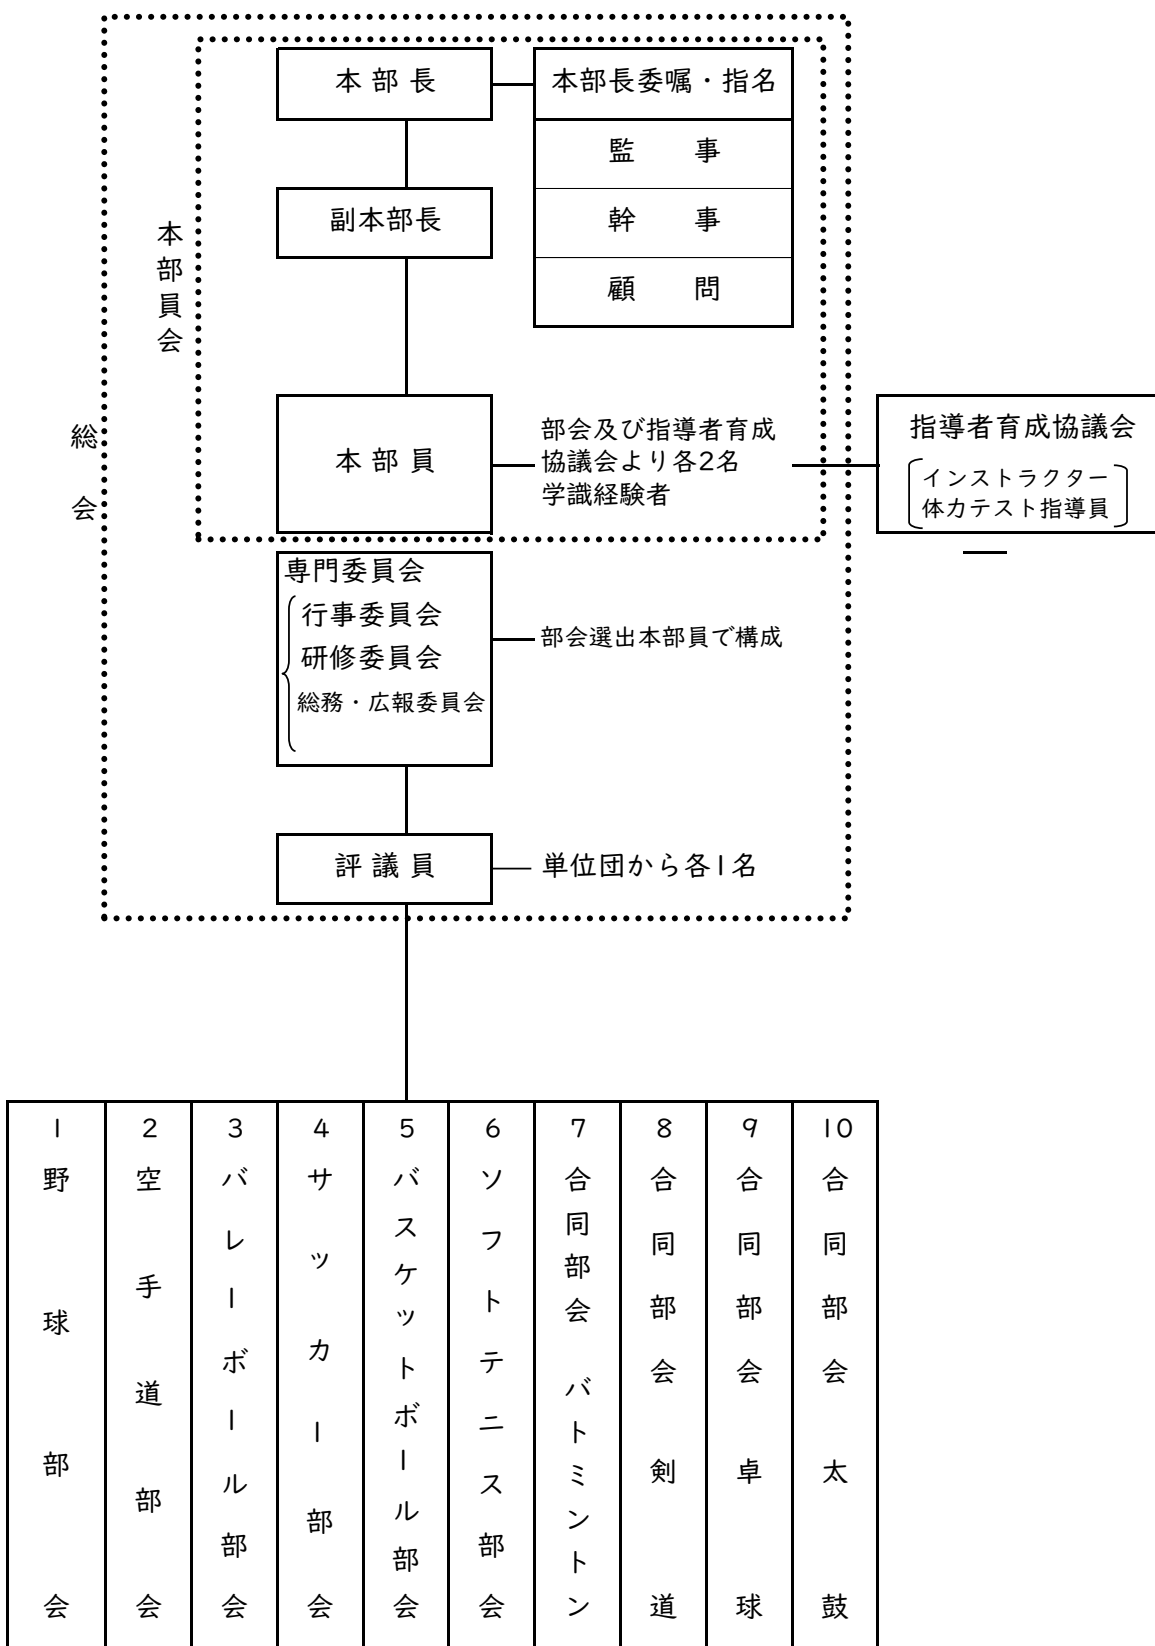 本部長
本部長委嘱・指名
監事
副本部長
幹事
顧問
本部員会
総会
本部員
部会及び指導者育成
協議会より各2名
学識経験者
指導者育成協議会
インストラクター
体力テスト指導員
専門委員会
行事委員会
研修委員会
総務・広報委員会
部会選出本部員で構成
評議員
単位団から各1名
1 野球部会
2 空手道部会
3 バレーボール部会
4 サッカー部会
5 バスケットボール部会
6 ソフトテニス部会
7 合同部会 バトミントン
8 合同部会 剣道
9 合同部会 卓球
10 合同部会 太鼓